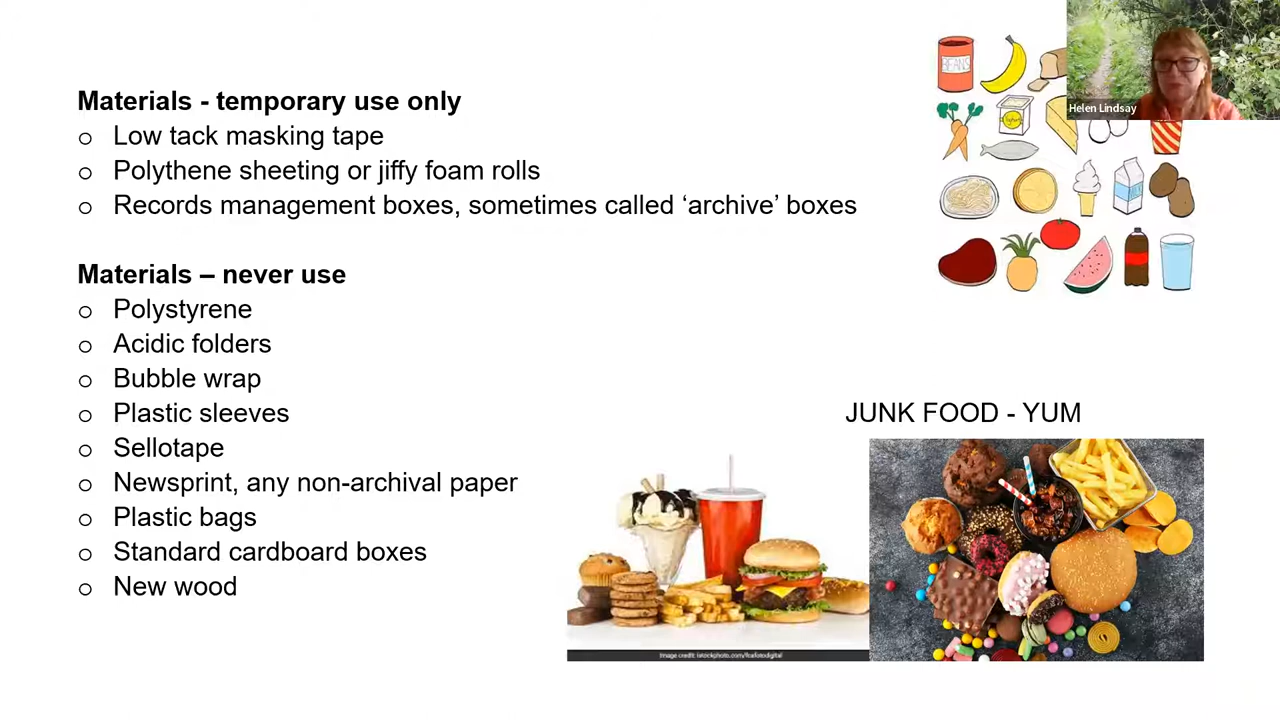 Materials - temporary use only
o Low tack masking tape
o Polythene sheeting or jiffy foam rolls
o Records management boxes, sometimes called ‘archive’ boxes
Materials – never use
o Polystyrene
o Acidic folders
o Bubble wrap
o Plastic sleeves
o Sellotape
o Newsprint, any non-archival paper
o Plastic bags
o Standard cardboard boxes
o New wood
BEANS
Helen Lindsay
JUNK FOOD - YUM